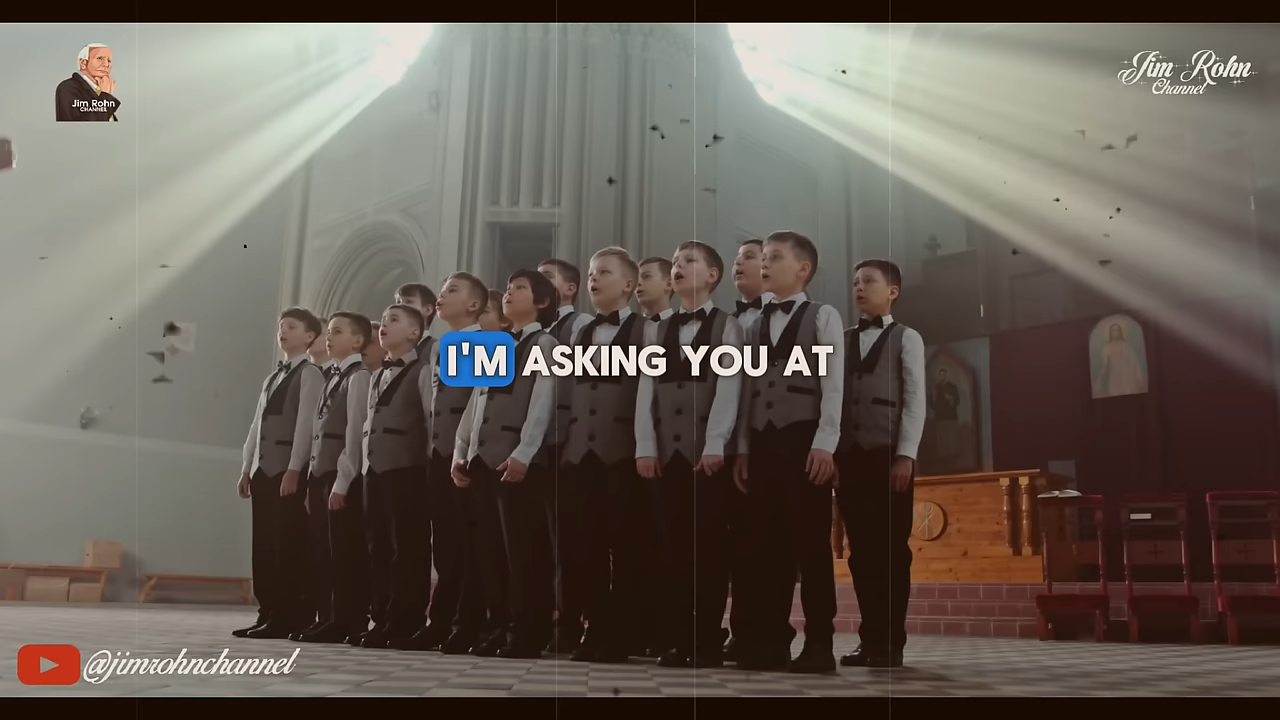 Jim Rohn
CHANNEL
Jim Rohn
Channel
I'M ASKING YOU AT
@jimrohnchannel